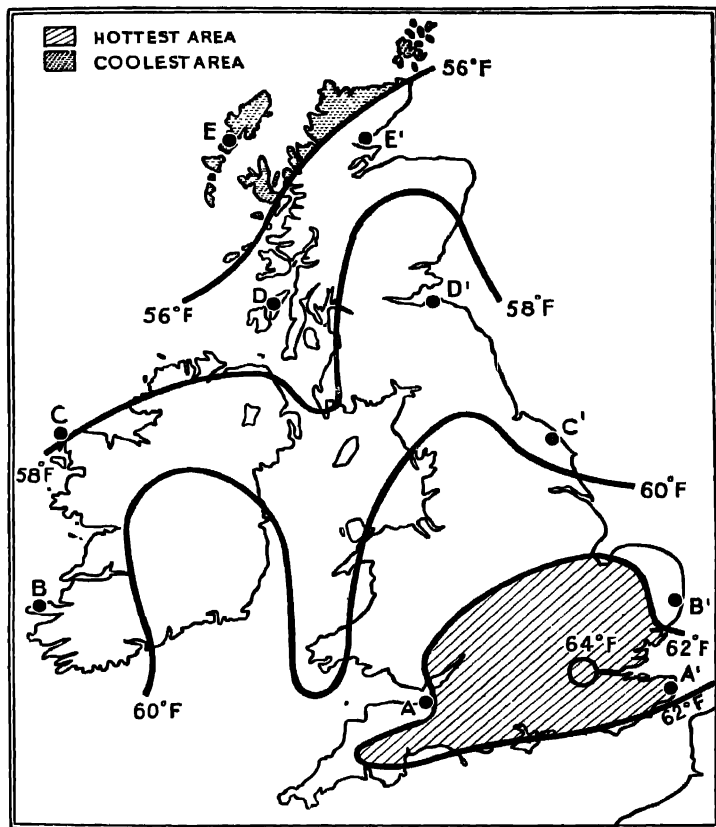 HOTTEST AREA
COOLEST AREA
56°F
E
E'
D
D'
56°F
58°F
C
C'
58°F
60°F
B
B'
62°F
64°F
A'
A
60°F
62°F